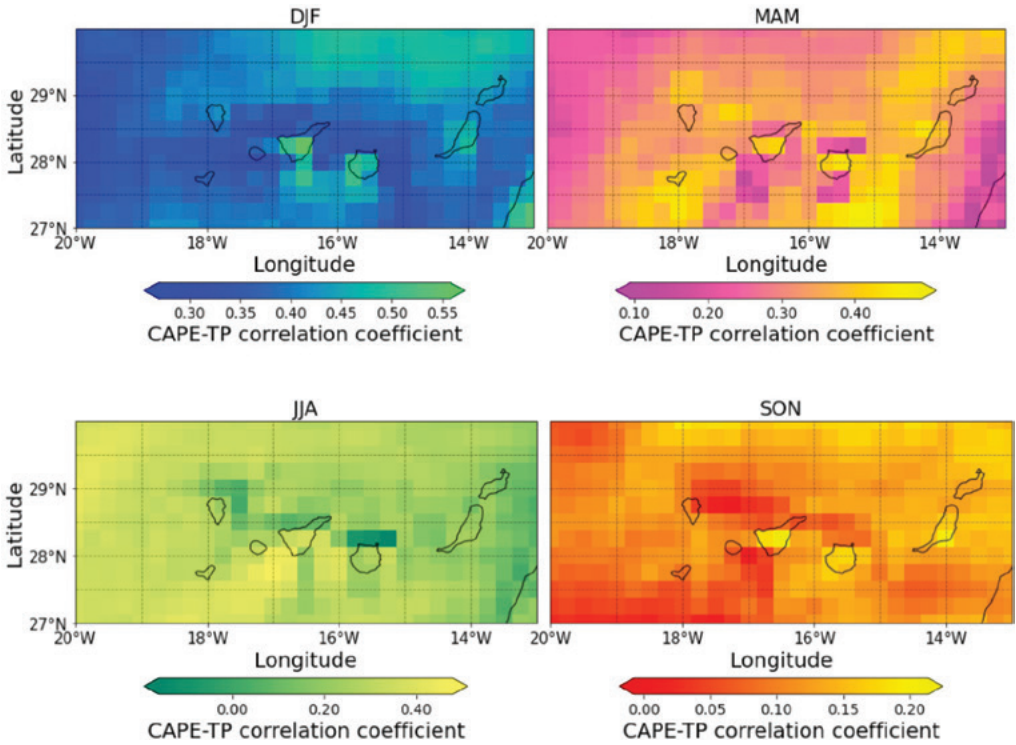 DJF
MAM
Latitude
29°N
28°N
27°N
20°W 18°W 16°W 14°W
20°W 18°W 16°W 14°W
Longitude
Longitude
0.30 0.35 0.40 0.45 0.50 0.55
0.10 0.20 0.30 0.40
CAPE-TP correlation coefficient
CAPE-TP correlation coefficient
JJA
SON
Latitude
29°N
28°N
27°N
20°W 18°W 16°W 14°W
20°W 18°W 16°W 14°W
Longitude
Longitude
0.00 0.20 0.40
0.00 0.05 0.10 0.15 0.20
CAPE-TP correlation coefficient
CAPE-TP correlation coefficient